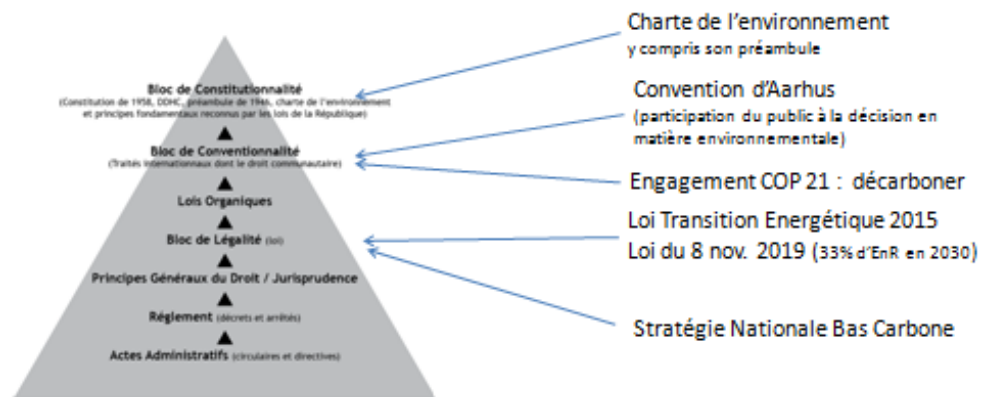 Bloc de Constitutionnalité
(Constitution de 1958, DDHC, préambule de 1946, charte de l'environnement
et principes fondamentaux reconnus par les lois de la République)
Bloc de Conventionnalité
(Traités internationnaux dont le droit communautaire)
Lois Organiques
Bloc de Légalité (loi)
Principes Généraux du Droit / Jurisprudence
Réglement (décrets et arrêtés)
Actes Administratifs (circulaires et directives)
Charte de l'environnement
y compris son préambule
Convention d'Aarhus
(participation du public à la décision en
matière environnementale)
Engagement COP 21 : décarboner
Loi Transition Energétique 2015
Loi du 8 nov. 2019 (33% d'EnR en 2030)
Stratégie Nationale Bas Carbone